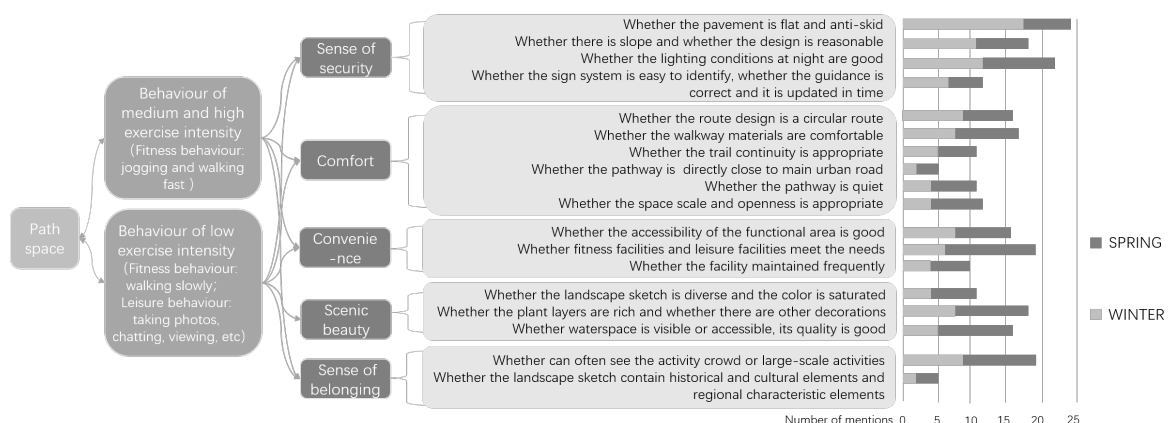 Path
space
Behaviour of
medium and high
exercise intensity
(Fitness behaviour:
jogging and walking
fast )
Behaviour of low
exercise intensity
(Fitness behaviour:
walking slowly;
Leisure behaviour:
taking photos,
chatting, viewing, etc)
Sense of
security
Comfort
Convenie
-nce
Scenic
beauty
Sense of
belonging
Whether the pavement is flat and anti-skid
Whether there is slope and whether the design is reasonable
Whether the lighting conditions at night are good
Whether the sign system is easy to identify, whether the guidance is
correct and it is updated in time
Whether the route design is a circular route
Whether the walkway materials are comfortable
Whether the trail continuity is appropriate
Whether the pathway is directly close to main urban road
Whether the pathway is quiet
Whether the space scale and openness is appropriate
Whether the accessibility of the functional area is good
Whether fitness facilities and leisure facilities meet the needs
Whether the facility maintained frequently
Whether the landscape sketch is diverse and the color is saturated
Whether the plant layers are rich and whether there are other decorations
Whether waterspace is visible or accessible, its quality is good
Whether can often see the activity crowd or large-scale activities
Whether the landscape sketch contain historical and cultural elements and
regional characteristic elements
Number of mentions 0 5 10 15 20 25
SPRING
WINTER